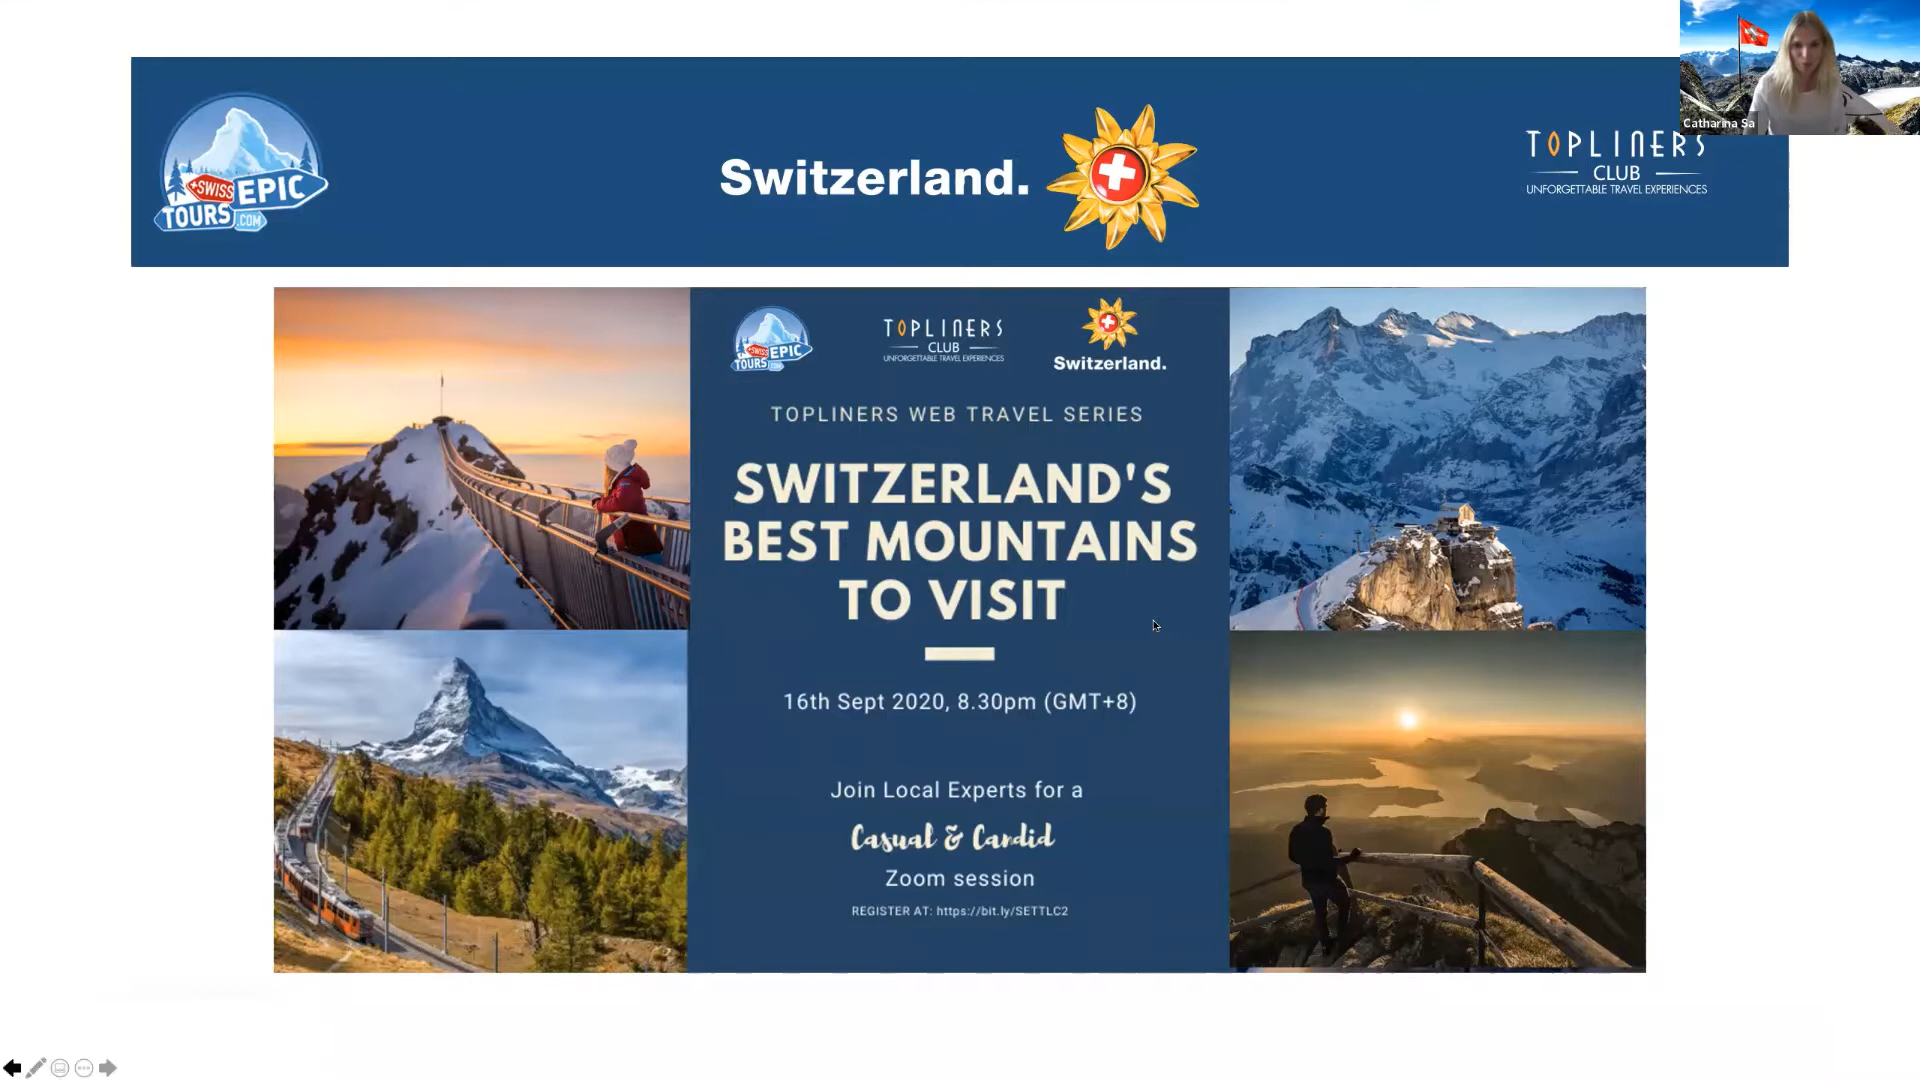 Catharina Sa
+SWISS
EPIC
TOURS
.COM
Switzerland.
TOPLINERS
CLUB
UNFORGETTABLE TRAVEL EXPERIENCES
+SWISS
EPIC
TOURS
.COM
TOPLINERS
CLUB
UNFORGETTABLE TRAVEL EXPERIENCES
Switzerland.
TOPLINERS WEB TRAVEL SERIES
SWITZERLAND'S
BEST MOUNTAINS
TO VISIT
16th Sept 2020, 8.30pm (GMT+8)
Join Local Experts for a
Casual & Candid
Zoom session
REGISTER AT: https://bit.ly/SETTLC2